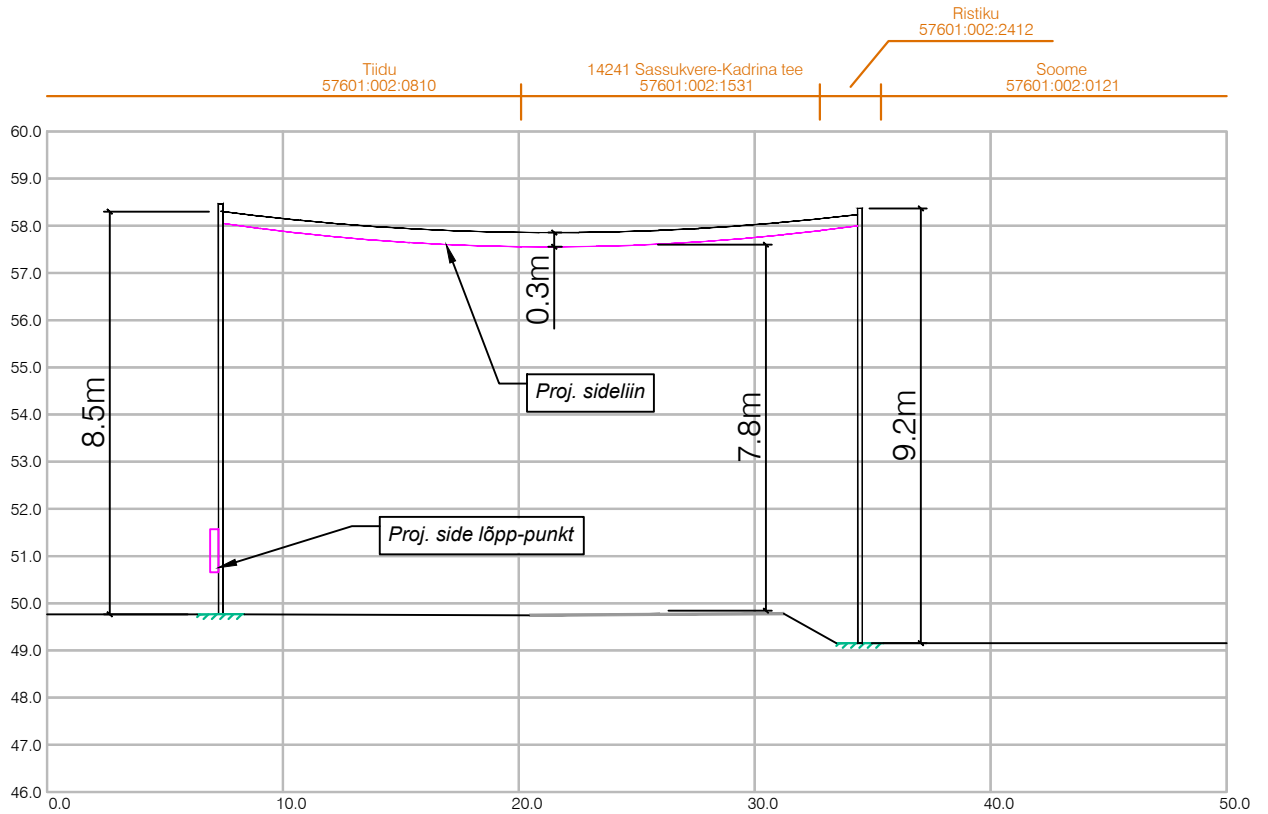 Ristiku
57601:002:2412
Tiidu
57601:002:0810
14241 Sassukvere-Kadrina tee
57601:002:1531
Soome
57601:002:0121
60.0
59.0
58.0
57.0
56.0
55.0
54.0
53.0
52.0
51.0
50.0
49.0
48.0
47.0
46.0
8.5m
0.3m
7.8m
9.2m
Proj. sideliin
Proj. side lõpp-punkt
0.0
10.0
20.0
30.0
40.0
50.0